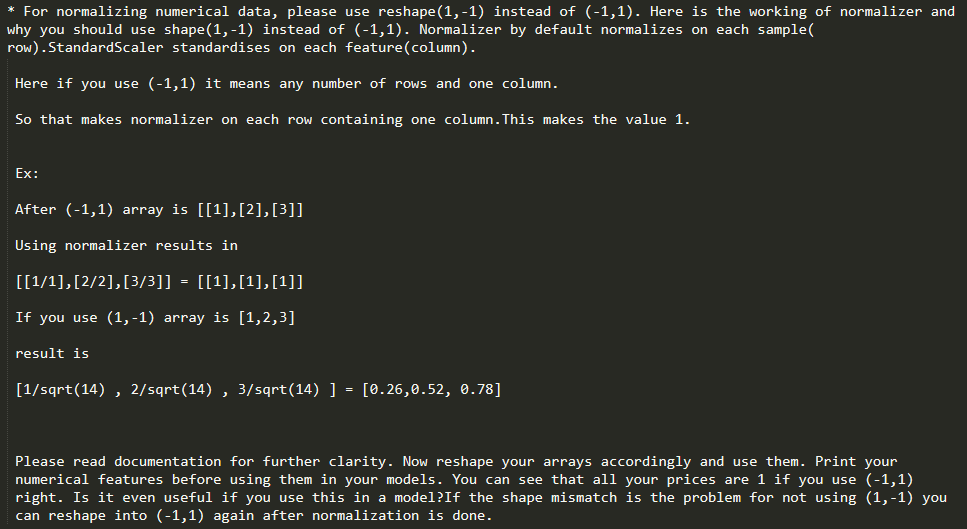 * For normalizing numerical data, please use reshape(1,-1) instead of (-1,1). Here is the working of normalizer and
why you should use shape(1,-1) instead of (-1,1). Normalizer by default normalizes on each sample(
row).StandardScaler standardises on each feature(column).
Here if you use (-1,1) it means any number of rows and one column.
So that makes normalizer on each row containing one column.This makes the value 1.
Ex:
After (-1,1) array is [[1],[2],[3]]
Using normalizer results in
[[1/1],[2/2],[3/3]] = [[1],[1],[1]]
If you use (1,-1) array is [1,2,3]
result is
[1/sqrt(14) , 2/sqrt(14) , 3/sqrt(14) ] = [0.26,0.52, 0.78]
Please read documentation for further clarity. Now reshape your arrays accordingly and use them. Print your
numerical features before using them in your models. You can see that all your prices are 1 if you use (-1,1)
right. Is it even useful if you use this in a model?If the shape mismatch is the problem for not using (1,-1) you
can reshape into (-1,1) again after normalization is done.